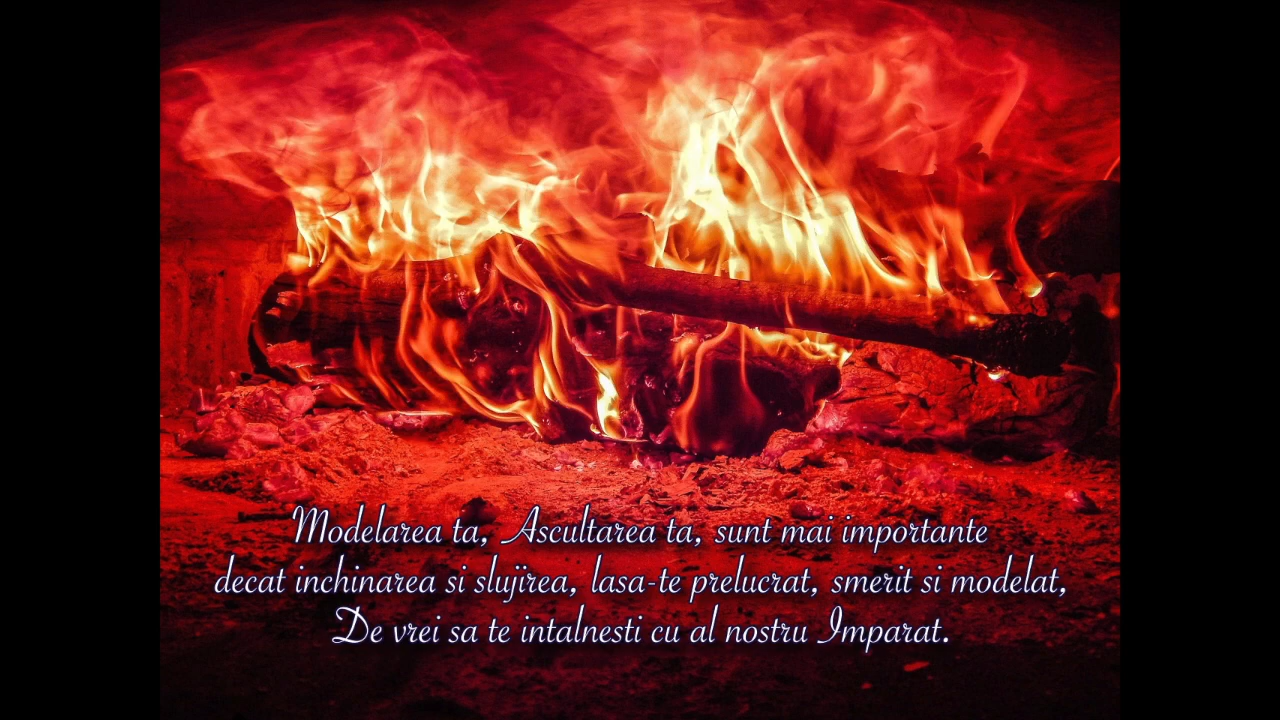 Modelarea ta, Ascultarea ta, sunt mai importante
decat inchinarea si slujirea, lasa-te prelucrat, smerit si modelat,
De vrei sa te intalnesti cu al nostru Imparat.